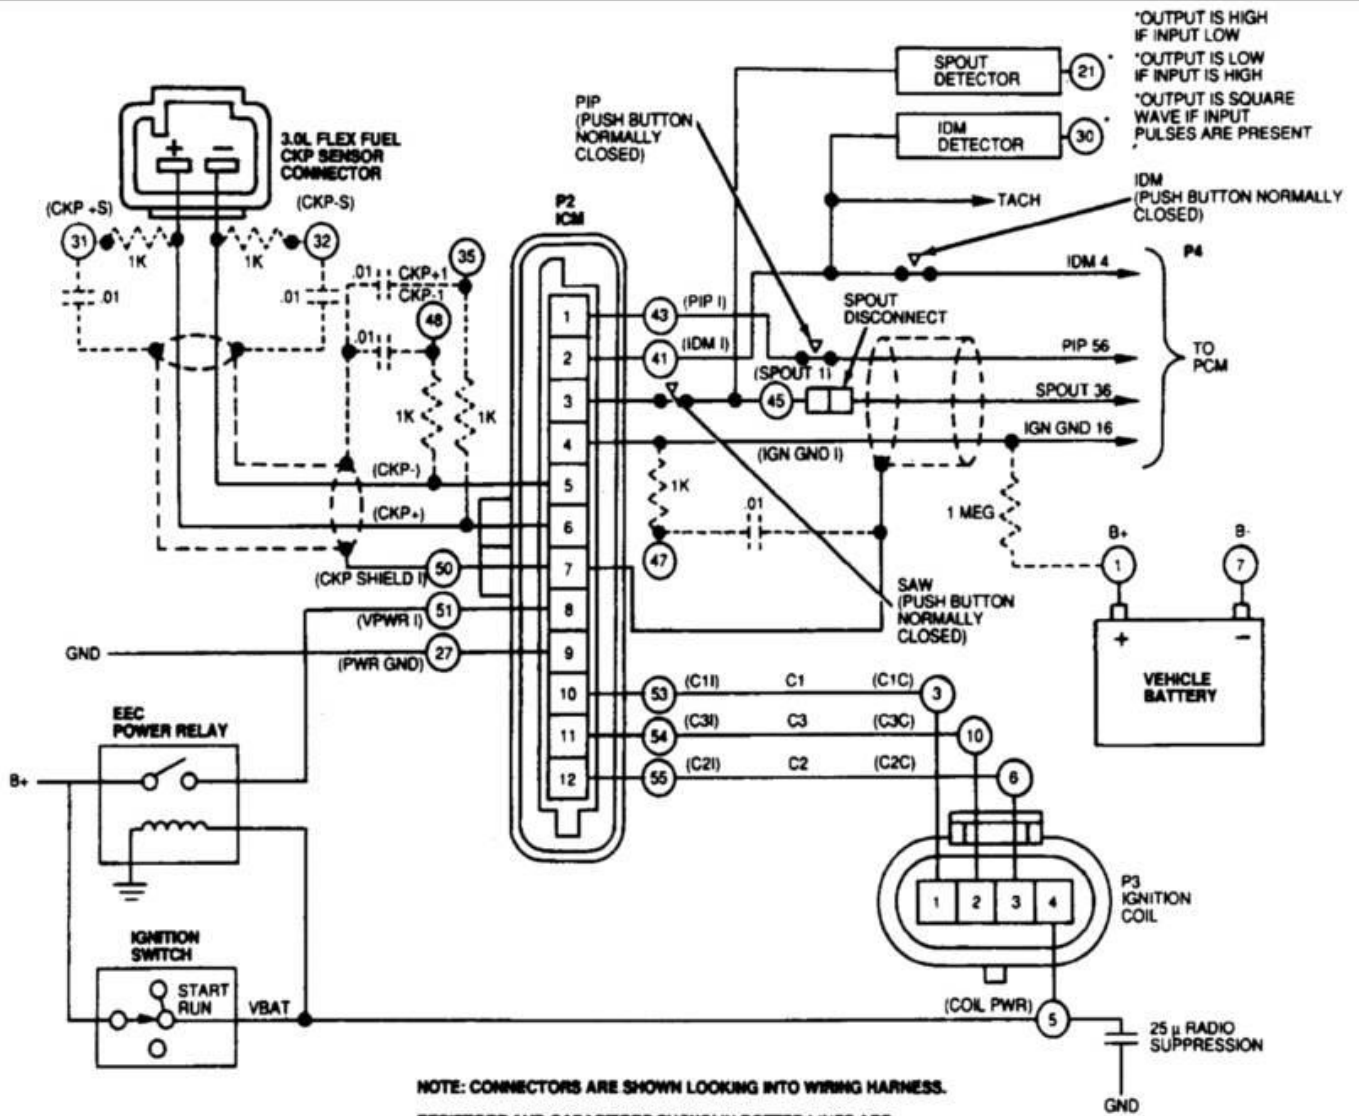 *OUTPUT IS HIGH
IF INPUT LOW
*OUTPUT IS LOW
IF INPUT IS HIGH
*OUTPUT IS SQUARE
WAVE IF INPUT
PULSES ARE PRESENT
SPOUT
DETECTOR
21
*
IDM
DETECTOR
30
*
PIP
(PUSH BUTTON
NORMALLY
CLOSED)
IDM
(PUSH BUTTON NORMALLY
CLOSED)
TACH
3.0L FLEX FUEL
CKP SENSOR
CONNECTOR
+
−
(CKP +S)
(CKP-S)
31
1K
1K
32
.01
.01
35
.01
CKP+1
CKP-1
48
.01
1K
1K
P2
ICM
1
2
3
4
5
6
7
8
9
10
11
12
43
(PIP I)
41
(IDM I)
(SPOUT 1)
45
SPOUT
DISCONNECT
IDM 4
P4
PIP 56
TO
PCM
SPOUT 36
IGN GND 16
(IGN GND I)
1K
.01
47
1 MEG
B+
B-
1
7
+
−
VEHICLE
BATTERY
SAW
(PUSH BUTTON
NORMALLY
CLOSED)
(CKP-)
(CKP+)
(CKP SHIELD I)
50
(VPWR I)
51
GND
(PWR GND)
27
53
(C1I)
C1
(C1C)
3
54
(C3I)
C3
(C3C)
10
55
(C2I)
C2
(C2C)
6
EEC
POWER RELAY
B+
IGNITION
SWITCH
START
RUN
VBAT
1
2
3
4
P3
IGNITION
COIL
(COIL PWR)
5
25 µ RADIO
SUPPRESSION
GND
NOTE: CONNECTORS ARE SHOWN LOOKING INTO WIRING HARNESS.